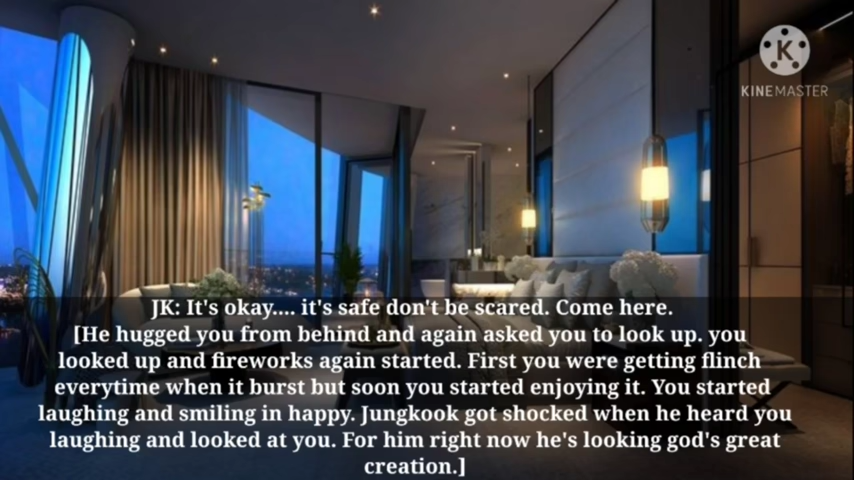 K
KINEMASTER
JK: It's okay.... it's safe don't be scared. Come here.
[He hugged you from behind and again asked you to look up. you
looked up and fireworks again started. First you were getting flinch
everytime when it burst but soon you started enjoying it. You started
laughing and smiling in happy. Jungkook got shocked when he heard you
laughing and looked at you. For him right now he's looking god's great
creation.]